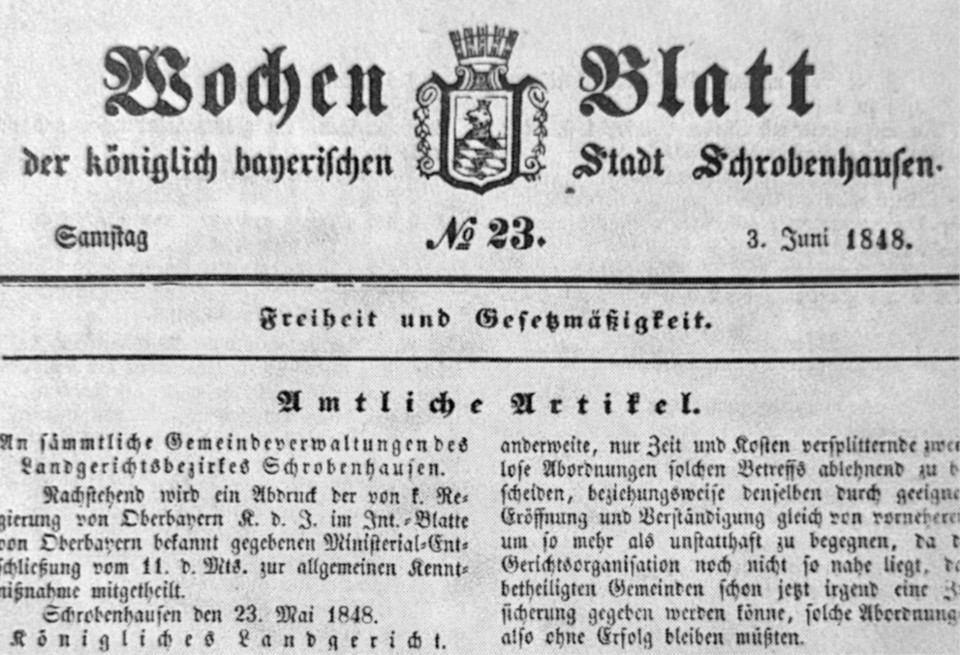 Wochen Blatt
der königlich bayerischen Stadt Schrobenhausen.
Samstag № 23. 3. Juni 1848.
Freiheit und Gesetzmäßigkeit.
Amtliche Artikel.
An sämmtliche Gemeindeverwaltungen des
Landgerichtsbezirkes Schrobenhausen.
Nachstehend wird ein Abdruck der von k. Re-
gierung von Oberbayern K. d. J. im Int.-Blatte
von Oberbayern bekannt gegebenen Ministerial-Ent-
schließung vom 11. d. Mts. zur allgemeinen Kennt-
nißnahme mitgetheilt.
Schrobenhausen den 23. Mai 1848.
Königliches Landgericht.
anderweite, nur Zeit und Kosten versplitternde
lose Abordnungen solchen Betreffs ablehnend zu
scheiden, beziehungsweise denselben durch
Eröffnung und Verständigung gleich von
um so mehr als unstatthaft zu begegnen, da
Gerichtsorganisation noch nicht so nahe liegt,
betheiligten Gemeinden schon jetzt irgend eine
sicherung gegeben werden könne, solche Abordnung
also ohne Erfolg bleiben müßten.